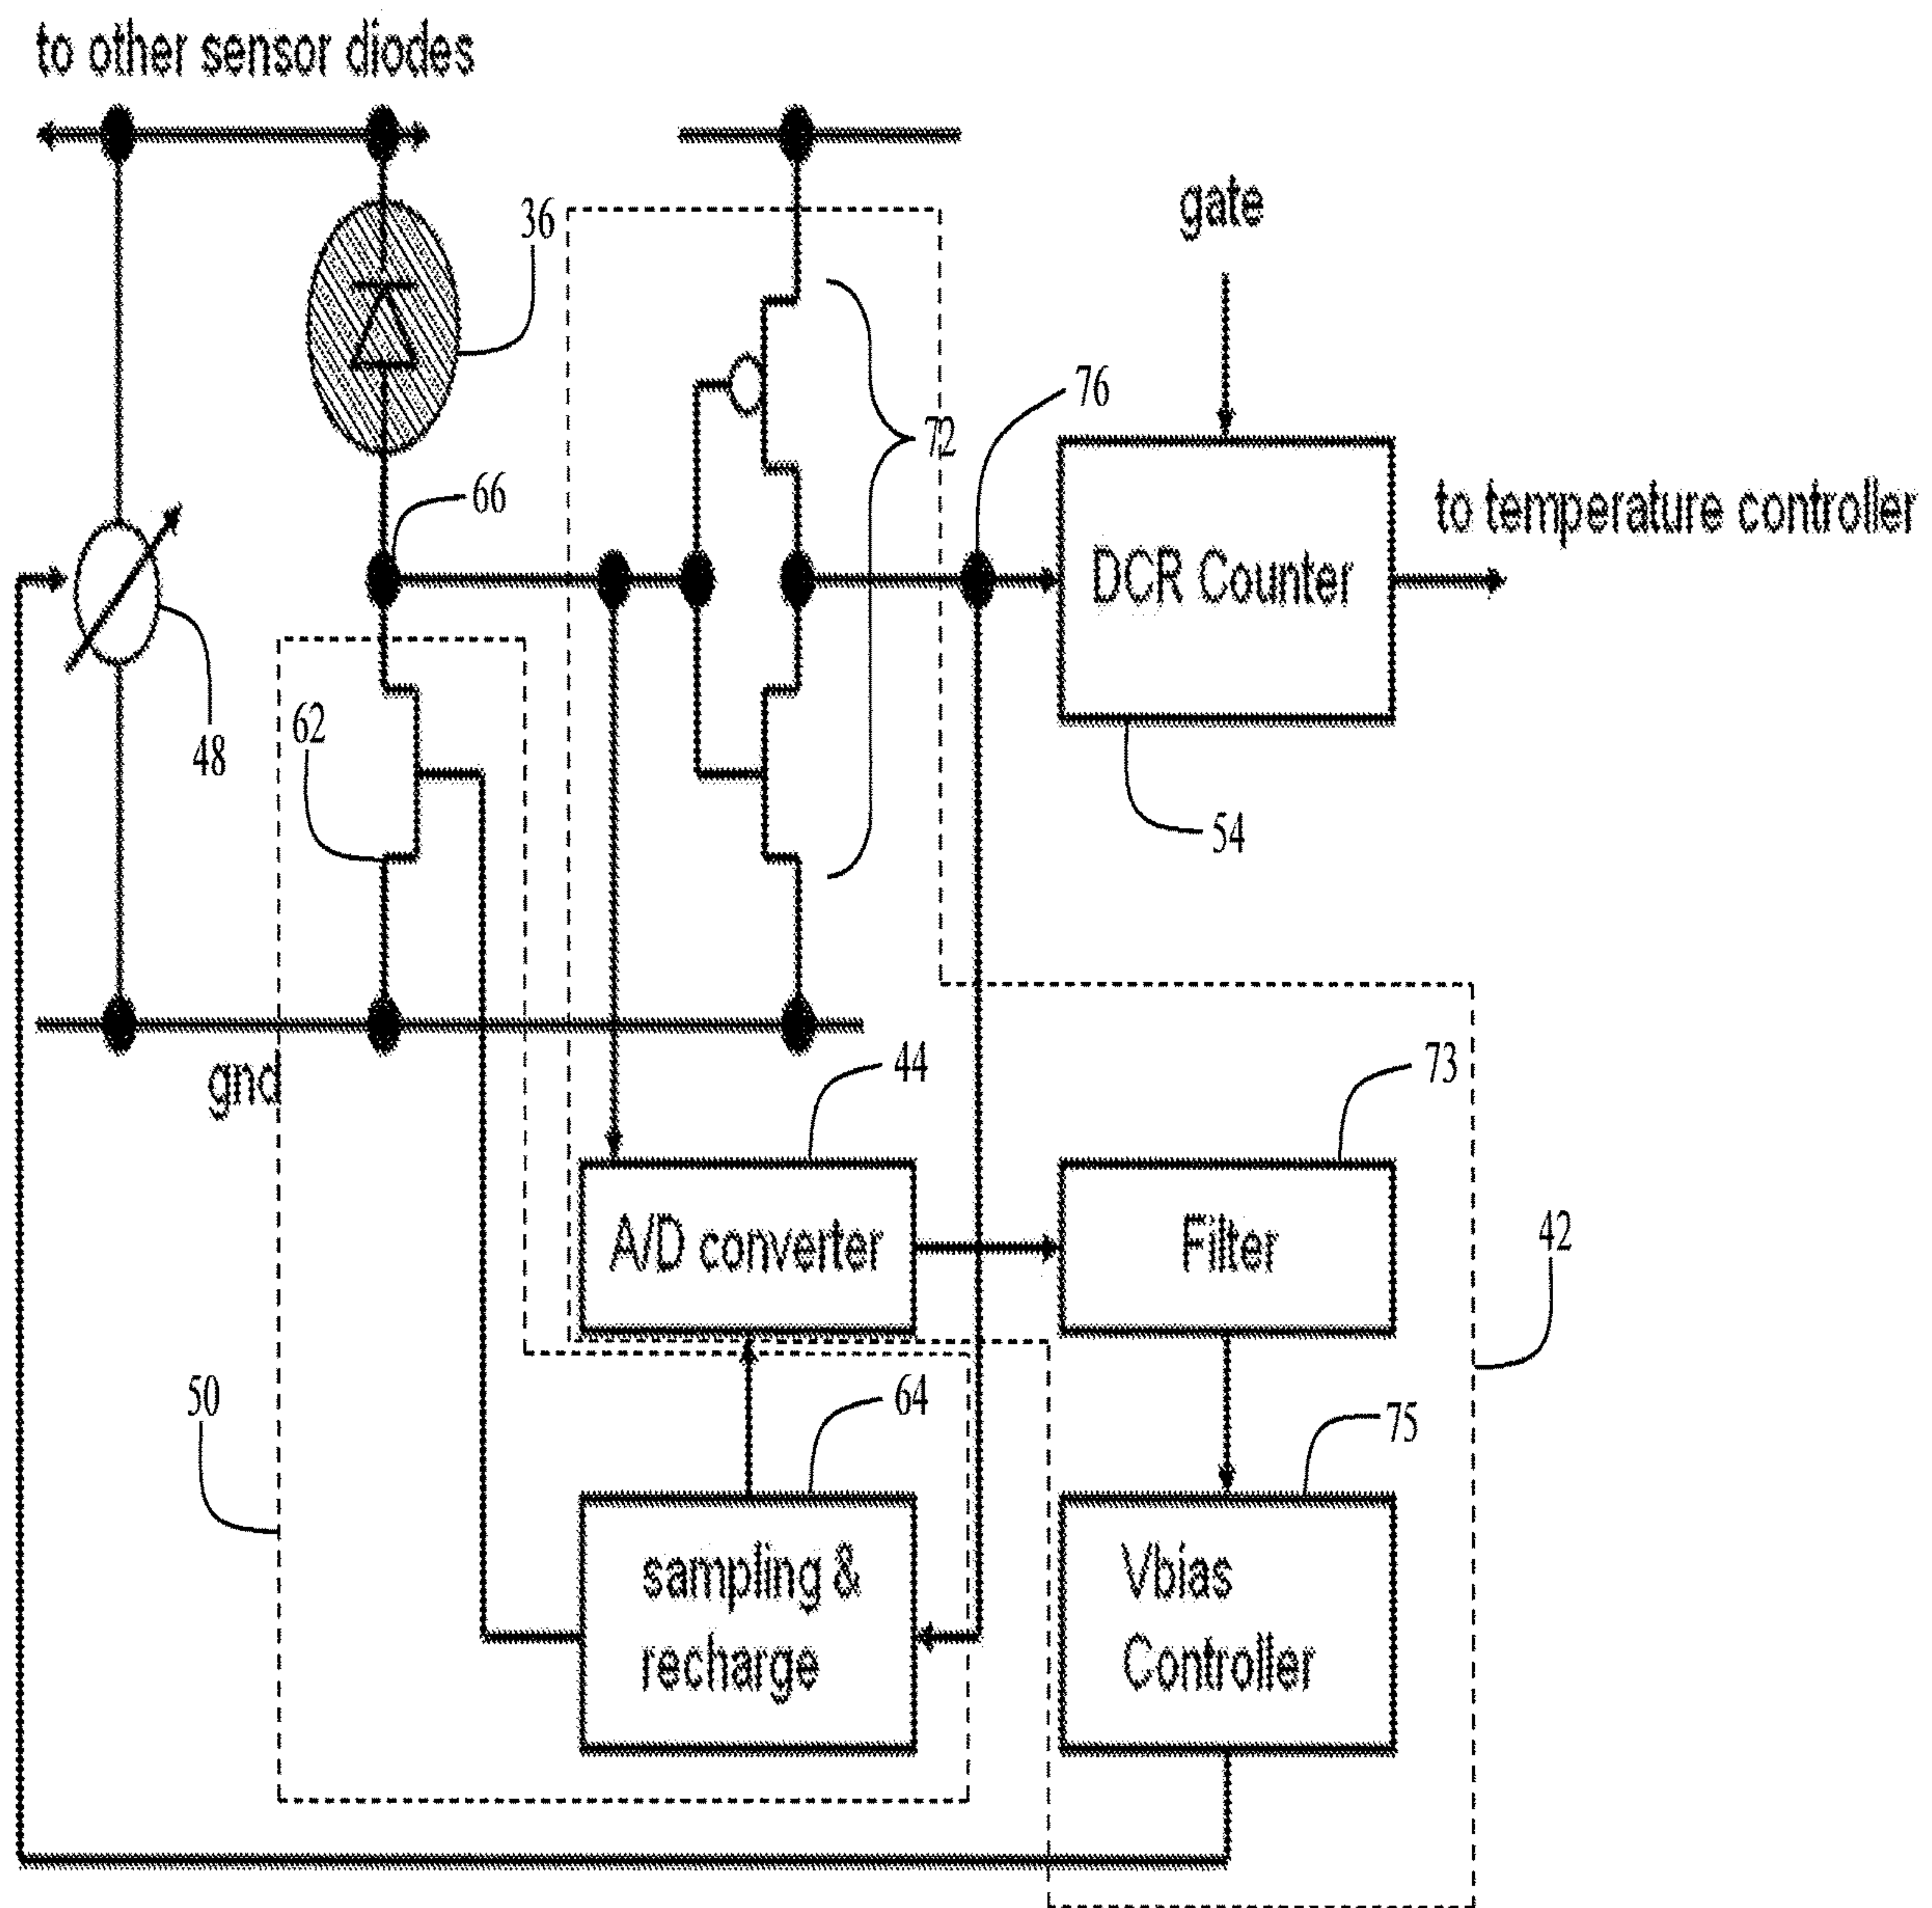 to other sensor diodes
36
gate
76
72
66
to temperature controller
DCR Counter
62
48
54
gnd
44
73
A/D converter
Filter
42
50
64
75
sampling &
recharge
Vbias
Controller